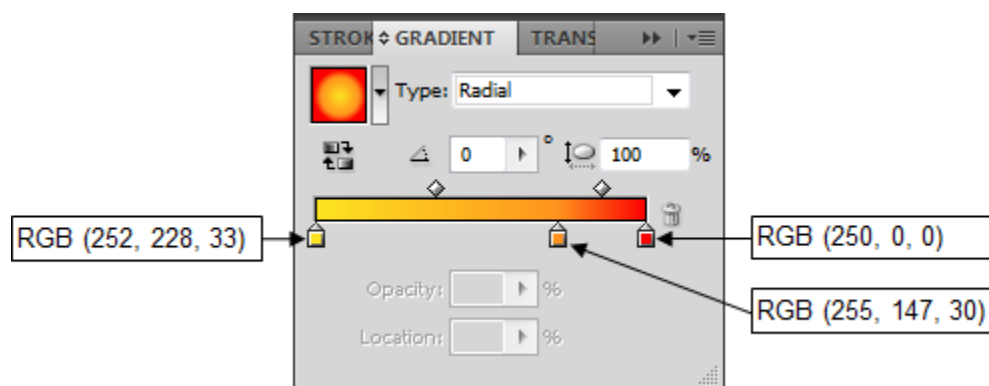 STROK GRADIENT TRANS
Type: Radial
0 ° 100 %
RGB (252, 228, 33)
RGB (250, 0, 0)
RGB (255, 147, 30)
Opacity: %
Location: %